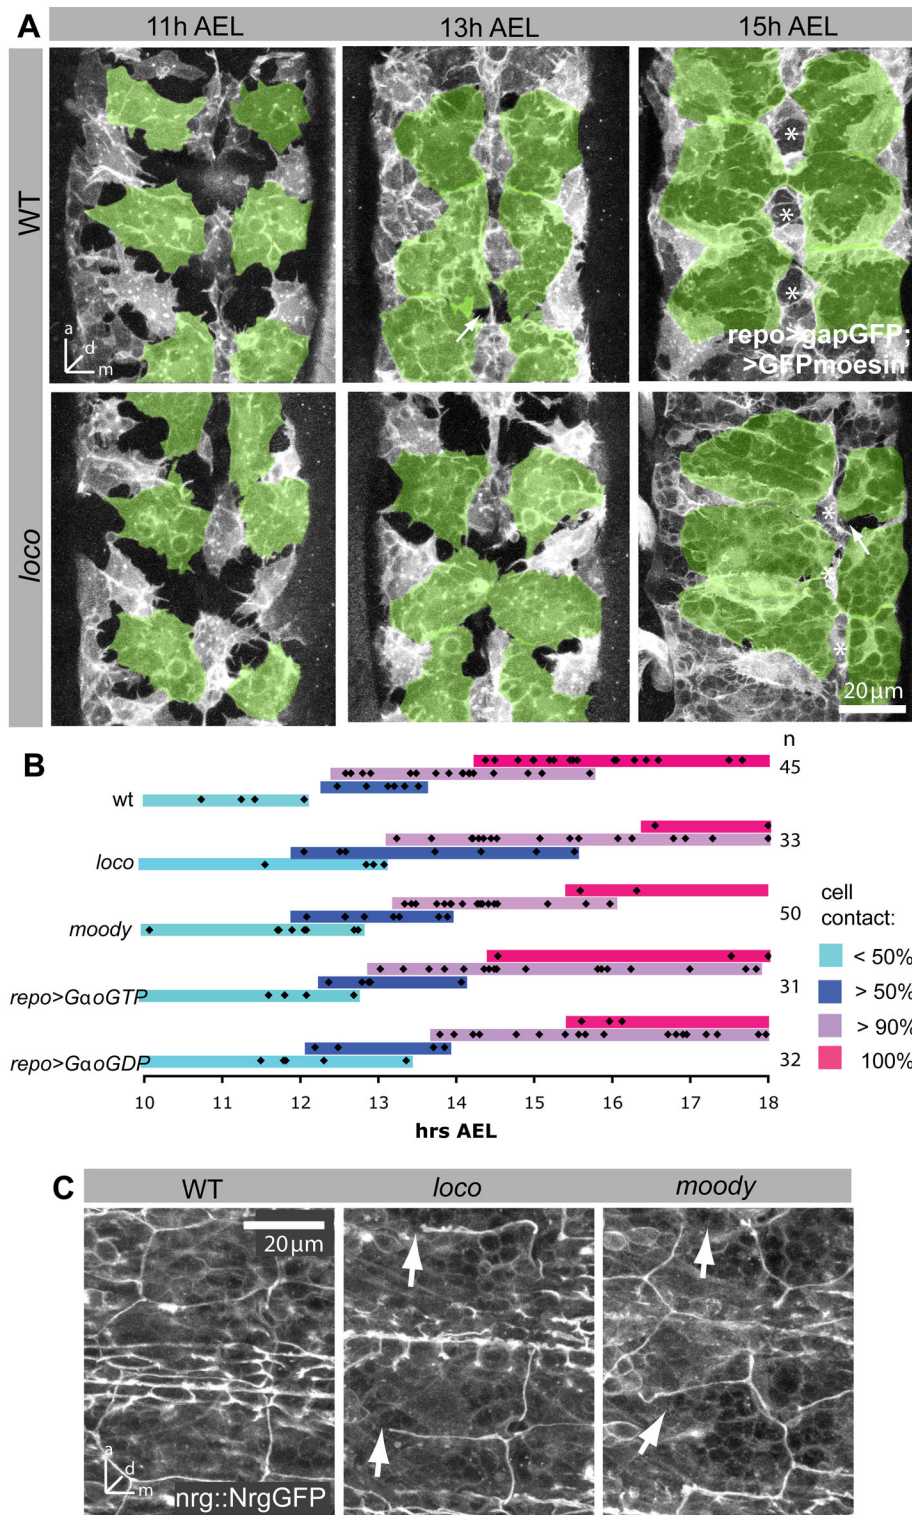 A
11h AEL
13h AEL
15h AEL
WT
a
d
m
*
*
*
repo>gapGFP;
>GFPmoesin
loco
*
*
20µm
B
n
wt
45
loco
33
moody
50
repo>GαoGTP
31
repo>GαoGDP
32
cell
contact:
< 50%
> 50%
> 90%
100%
10 11 12 13 14 15 16 17 18
hrs AEL
C
WT
loco
moody
20µm
a
d
m
nrg::NrgGFP